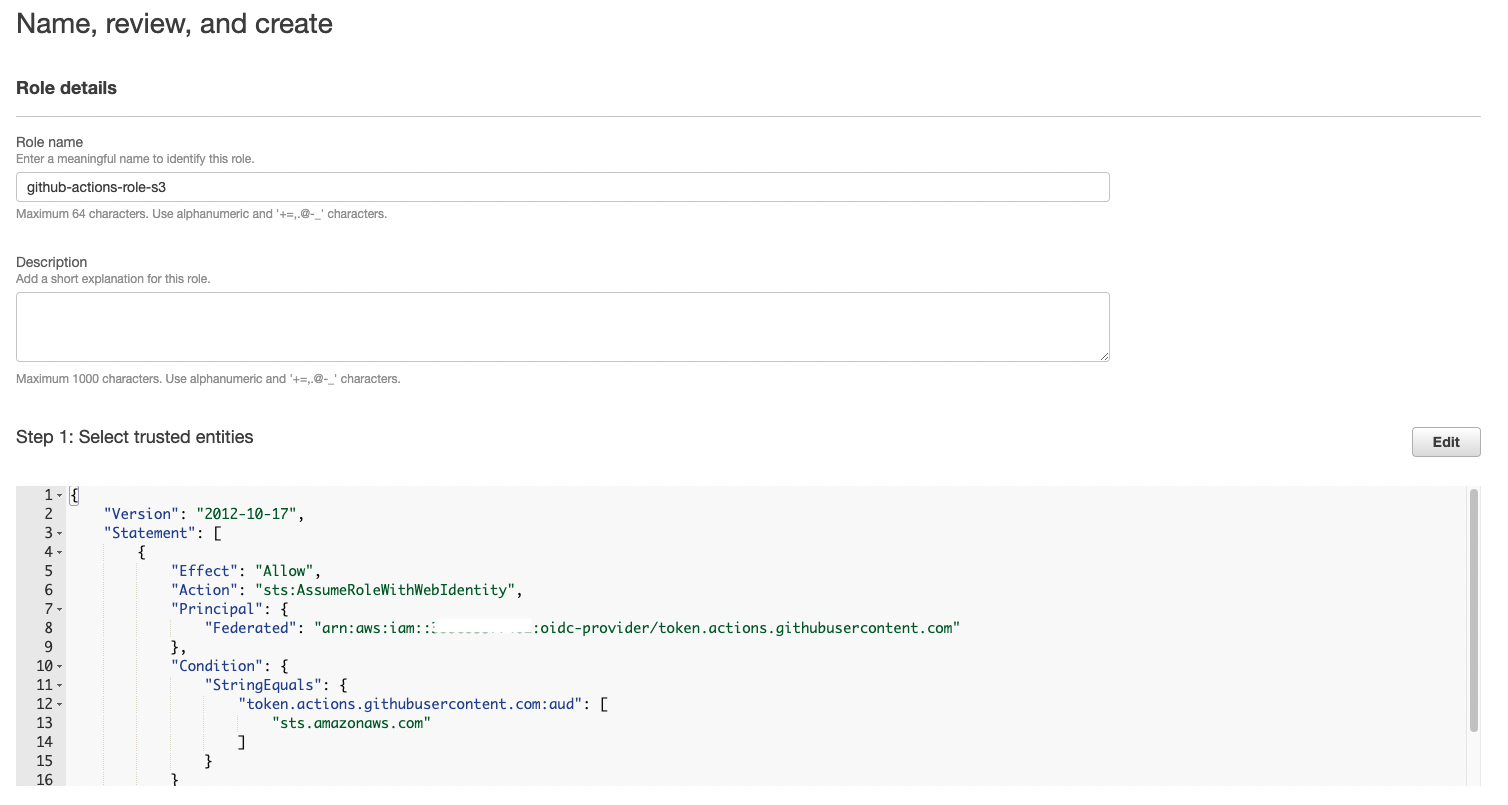 Name, review, and create
Role details
Role name
Enter a meaningful name to identify this role.
github-actions-role-s3
Maximum 64 characters. Use alphanumeric and '+=,.@-_' characters.
Description
Add a short explanation for this role.
Maximum 1000 characters. Use alphanumeric and '+=,.@-_' characters.
Step 1: Select trusted entities
Edit
1 {
2 "Version": "2012-10-17",
3 "Statement": [
4 {
5 "Effect": "Allow",
6 "Action": "sts:AssumeRoleWithWebIdentity",
7 "Principal": {
8 "Federated": "arn:aws:iam:: :oidc-provider/token.actions.githubusercontent.com"
9 },
10 "Condition": {
11 "StringEquals": {
12 "token.actions.githubusercontent.com:aud": [
13 "sts.amazonaws.com"
14 ]
15 }
16 }